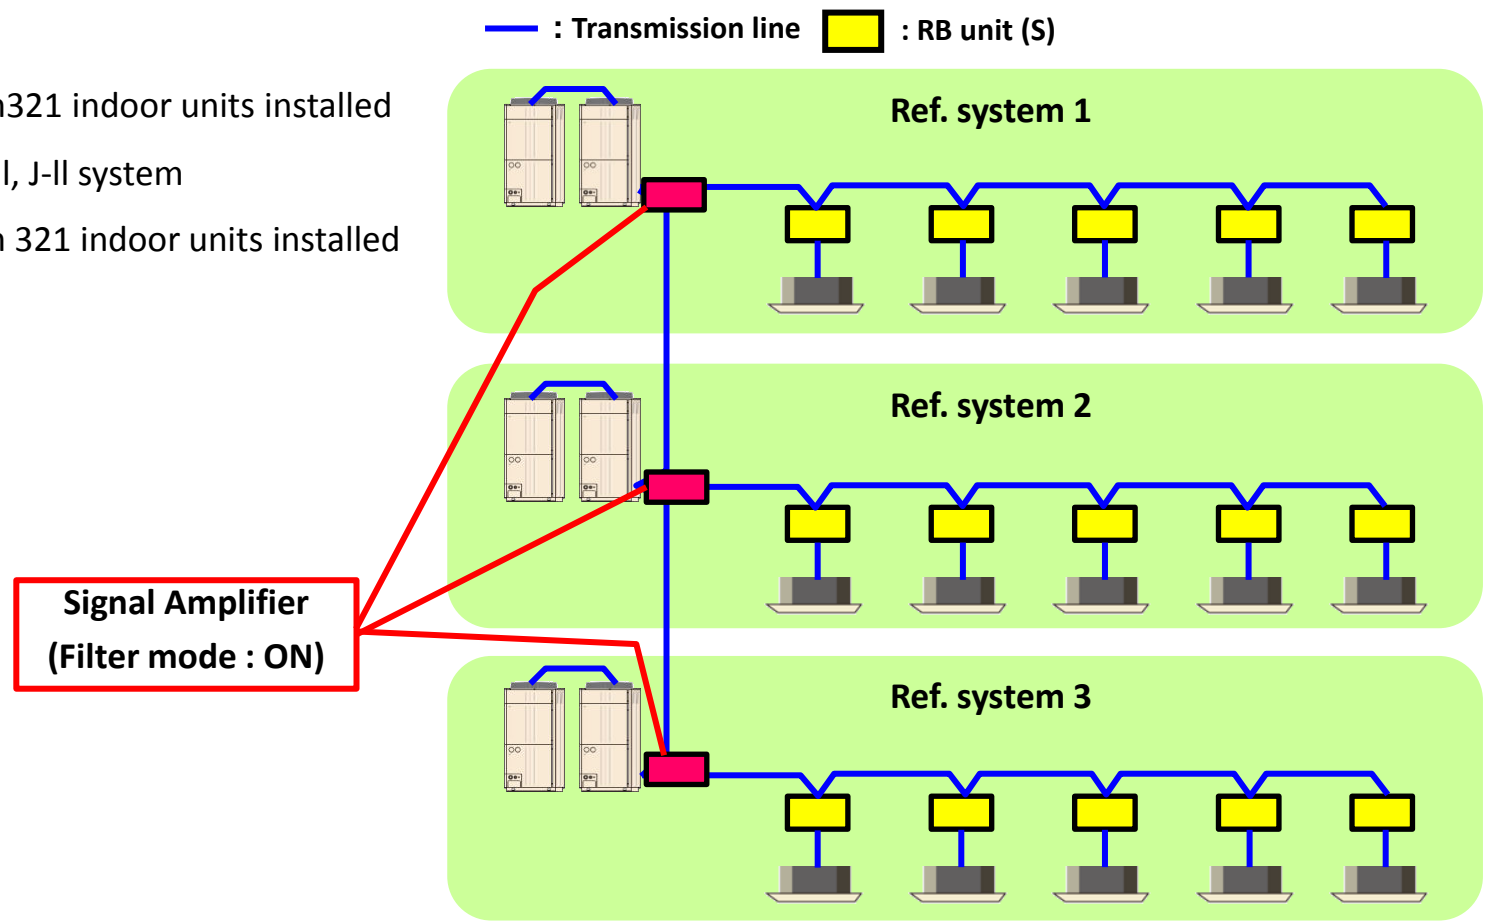 : Transmission line : RB unit (S)
321 indoor units installed
J-ll system
321 indoor units installed
Ref. system 1
Ref. system 2
Signal Amplifier
(Filter mode : ON)
Ref. system 3